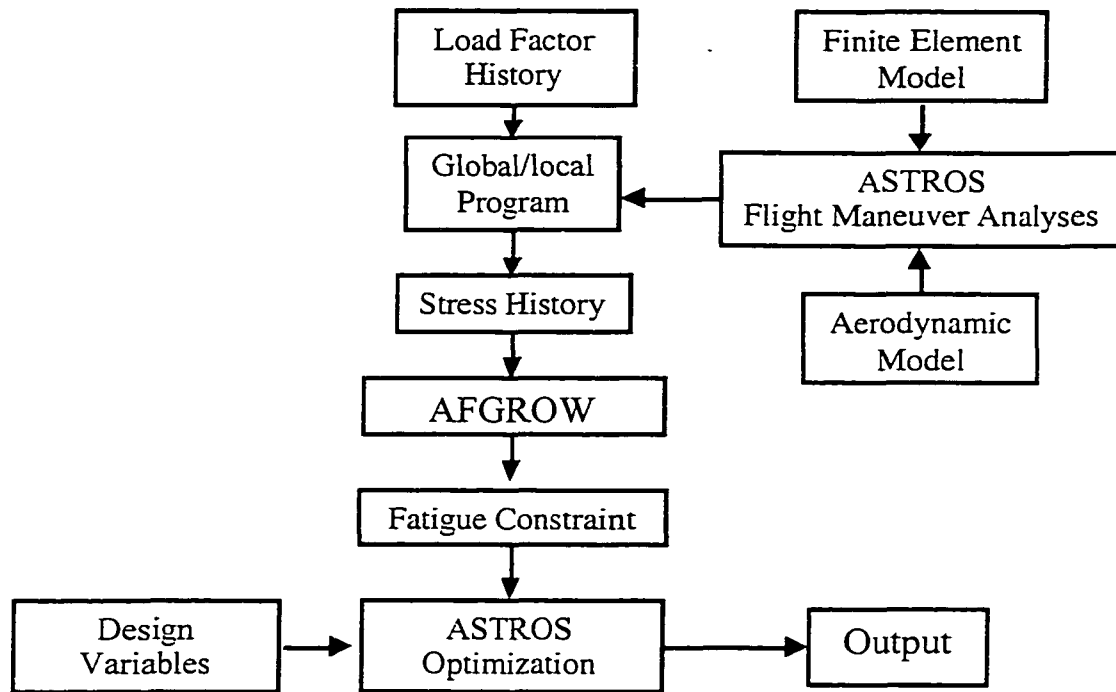 Load Factor
History
Finite Element
Model
Global/local
Program
ASTROS
Flight Maneuver Analyses
Stress History
Aerodynamic
Model
AFGROW
Fatigue Constraint
Design
Variables
ASTROS
Optimization
Output